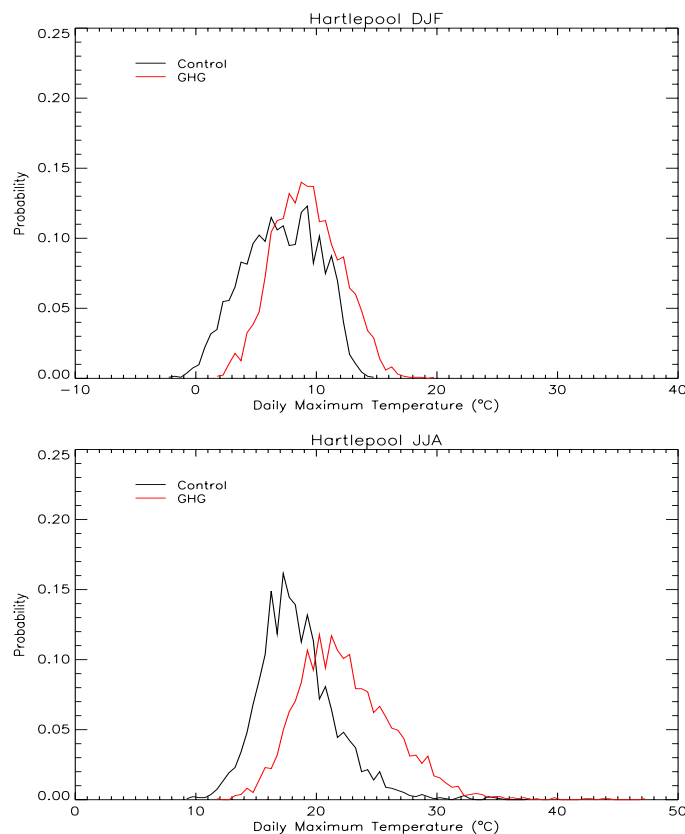 Hartlepool DJF
0.25
0.20
0.15
0.10
0.05
0.00
Probability
Control
GHG
−10 0 10 20 30 40
Daily Maximum Temperature (°C)
Hartlepool JJA
0.25
0.20
0.15
0.10
0.05
0.00
Probability
Control
GHG
0 10 20 30 40 50
Daily Maximum Temperature (°C)